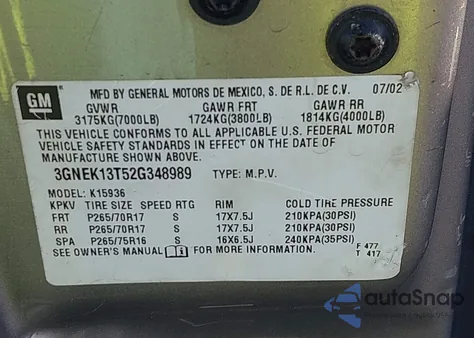 GM
MFD BY GENERAL MOTORS DE MEXICO, S. DE R.L. DE C.V. 07/02
GVWR GAWR FRT GAWR RR
3175KG(7000LB) 1724KG(3800LB) 1814KG(4000LB)
THIS VEHICLE CONFORMS TO ALL APPLICABLE U.S. FEDERAL MOTOR
VEHICLE SAFETY STANDARDS IN EFFECT ON THE DATE OF
MANUFACTURE SHOWN ABOVE.
3GNEK13T52G348989 TYPE: M.P.V.
MODEL: K15936
KPKV TIRE SIZE SPEED RTG RIM COLD TIRE PRESSURE
FRT P265/70R17 S 17X7.5J 210KPA(30PSI)
RR P265/70R17 S 17X7.5J 210KPA(30PSI)
SPA P265/75R16 S 16X6.5J 240KPA(35PSI)
SEE OWNER'S MANUAL FOR MORE INFORMATION.
F 477
T 417
autoSnap